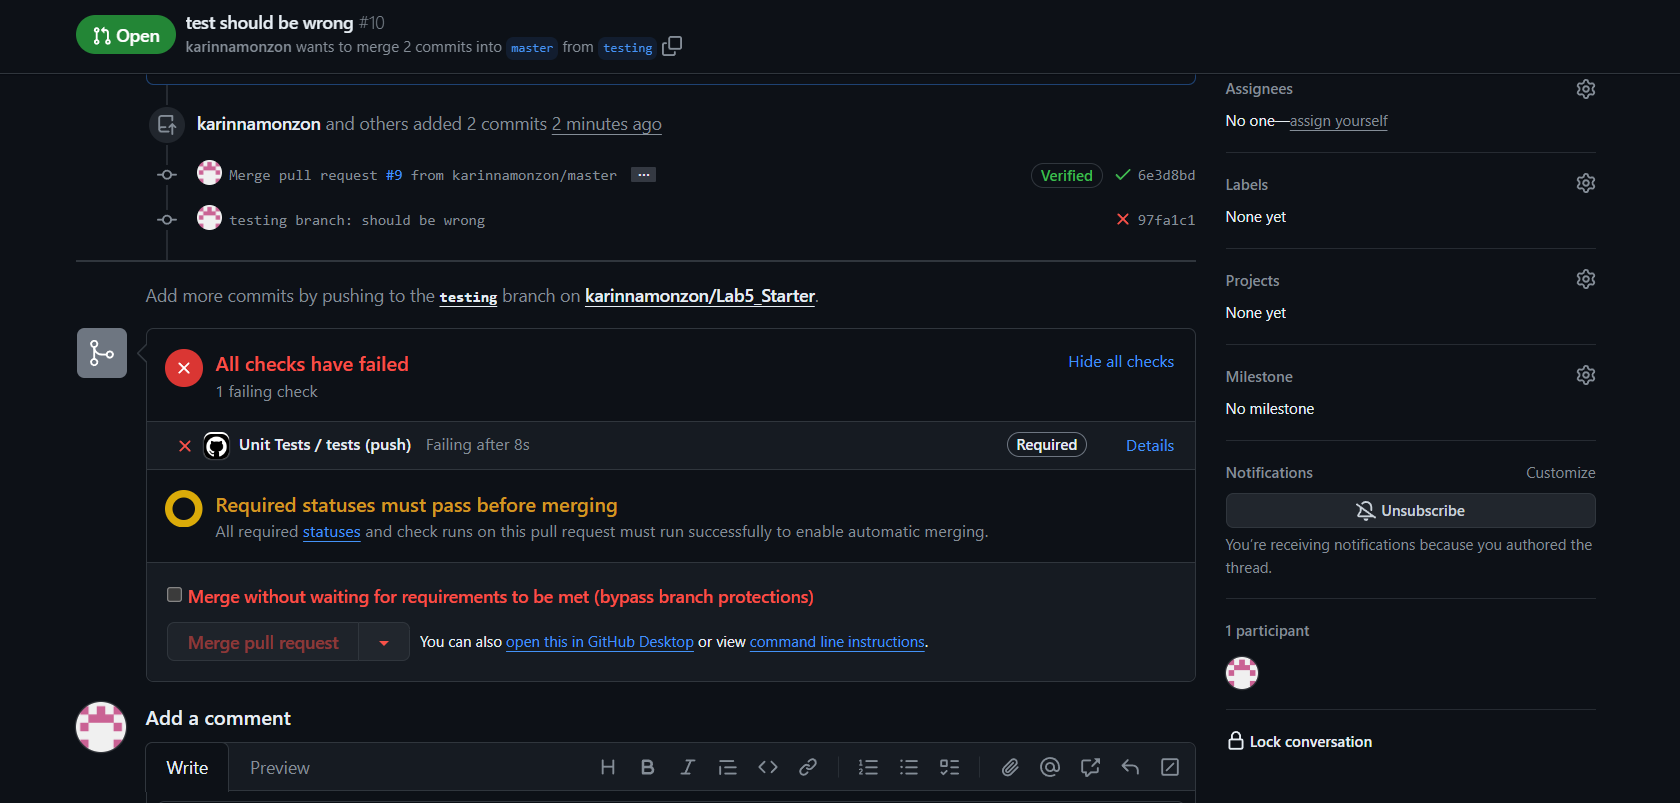 Open
test should be wrong #10
karinnamonzon wants to merge 2 commits into master from testing
karinnamonzon and others added 2 commits 2 minutes ago
Merge pull request #9 from karinnamonzon/master ...
Verified 6e3d8bd
testing branch: should be wrong
97fa1c1
Add more commits by pushing to the testing branch on karinnamonzon/Lab5_Starter.
All checks have failed
Hide all checks
1 failing check
Unit Tests / tests (push) Failing after 8s
Required
Details
Required statuses must pass before merging
All required statuses and check runs on this pull request must run successfully to enable automatic merging.
Merge without waiting for requirements to be met (bypass branch protections)
Merge pull request
You can also open this in GitHub Desktop or view command line instructions.
Add a comment
Write
Preview
Assignees
No one—assign yourself
Labels
None yet
Projects
None yet
Milestone
No milestone
Notifications
Customize
Unsubscribe
You're receiving notifications because you authored the
thread.
1 participant
Lock conversation